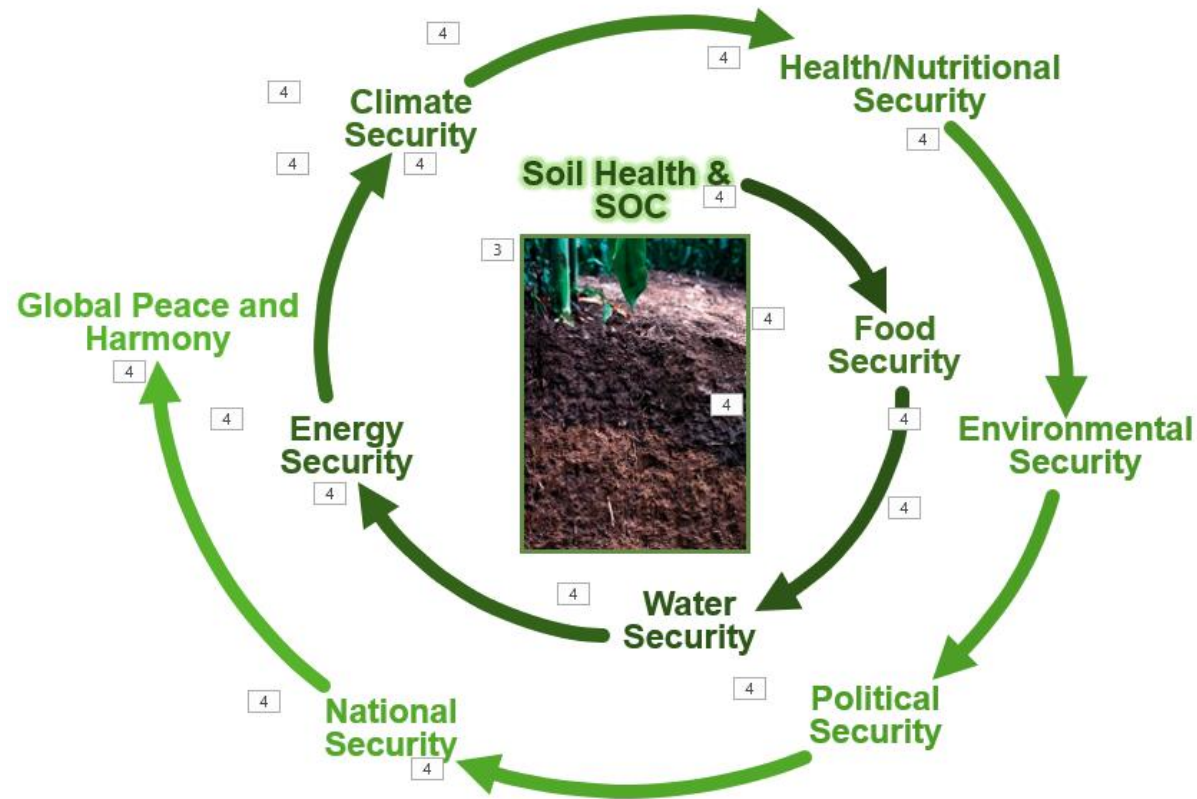 4
4
Health/Nutritional
Security
4
Climate
Security
4
4
4
Soil Health &
SOC
4
3
Global Peace and
Harmony
4
4
Food
Security
4
4
4
Energy
Security
4
Environmental
Security
4
4
Water
Security
4
Political
Security
4
National
Security
4